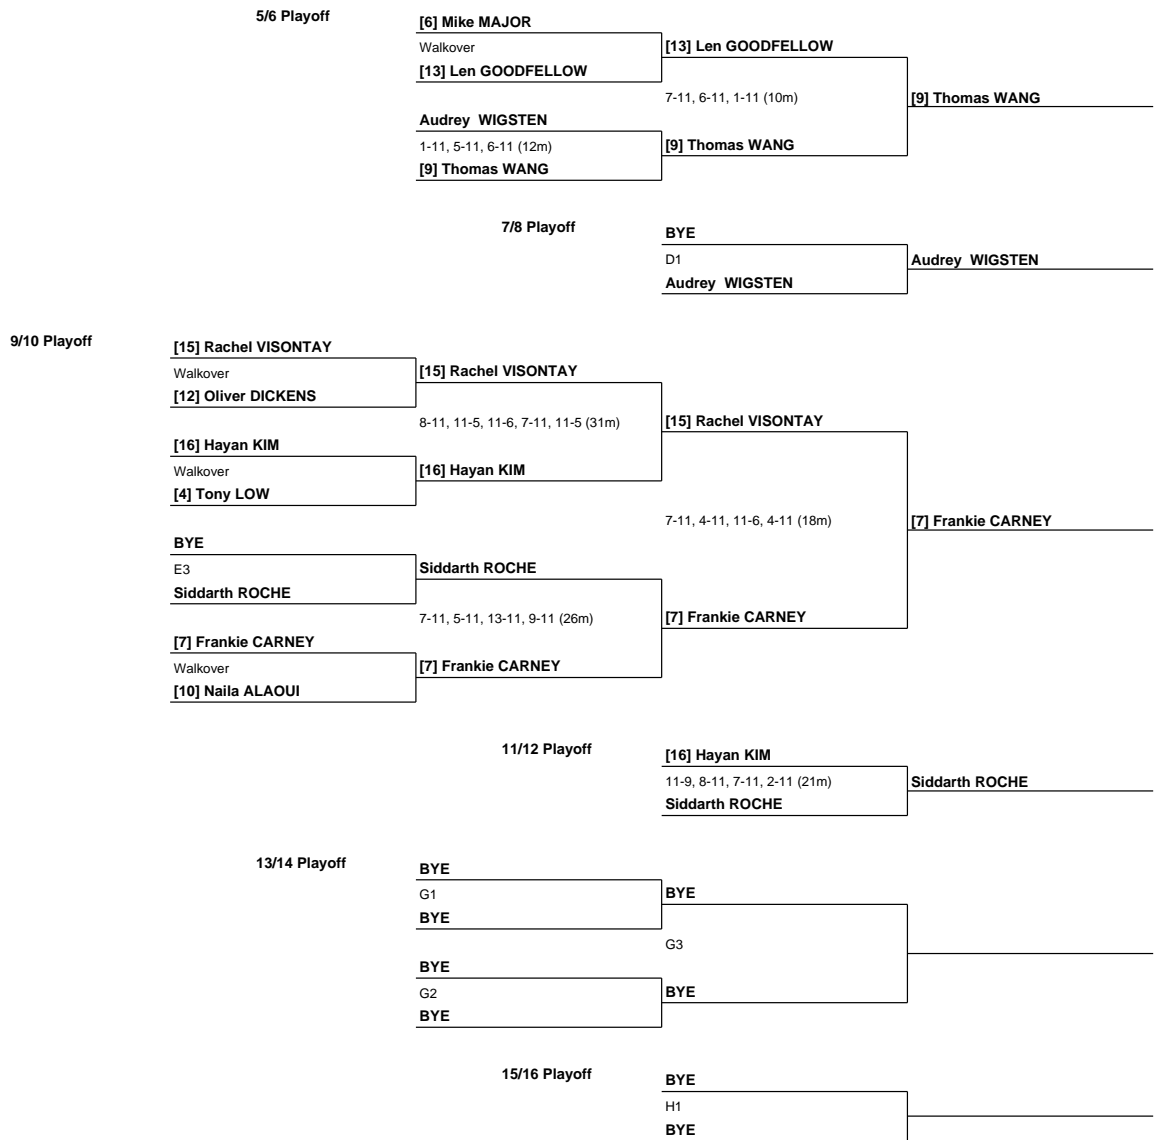 5/6 Playoff
[6] Mike MAJOR
Walkover
[13] Len GOODFELLOW
[13] Len GOODFELLOW
7-11, 6-11, 1-11 (10m)
[9] Thomas WANG
Audrey WIGSTEN
1-11, 5-11, 6-11 (12m)
[9] Thomas WANG
[9] Thomas WANG
7/8 Playoff
BYE
D1
Audrey WIGSTEN
Audrey WIGSTEN
9/10 Playoff
[15] Rachel VISONTAY
Walkover
[15] Rachel VISONTAY
[12] Oliver DICKENS
8-11, 11-5, 11-6, 7-11, 11-5 (31m)
[15] Rachel VISONTAY
[16] Hayan KIM
Walkover
[16] Hayan KIM
[4] Tony LOW
7-11, 4-11, 11-6, 4-11 (18m)
[7] Frankie CARNEY
BYE
E3
Siddarth ROCHE
Siddarth ROCHE
7-11, 5-11, 13-11, 9-11 (26m)
[7] Frankie CARNEY
[7] Frankie CARNEY
Walkover
[7] Frankie CARNEY
[10] Naila ALAOUI
11/12 Playoff
[16] Hayan KIM
11-9, 8-11, 7-11, 2-11 (21m)
Siddarth ROCHE
Siddarth ROCHE
13/14 Playoff
BYE
G1
BYE
BYE
G3
BYE
G2
BYE
BYE
15/16 Playoff
BYE
H1
BYE